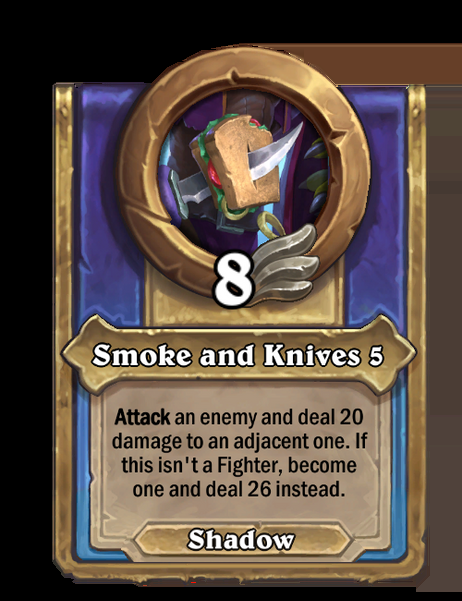 8
Smoke and Knives 5
Attack an enemy and deal 20
damage to an adjacent one. If
this isn't a Fighter, become
one and deal 26 instead.
Shadow